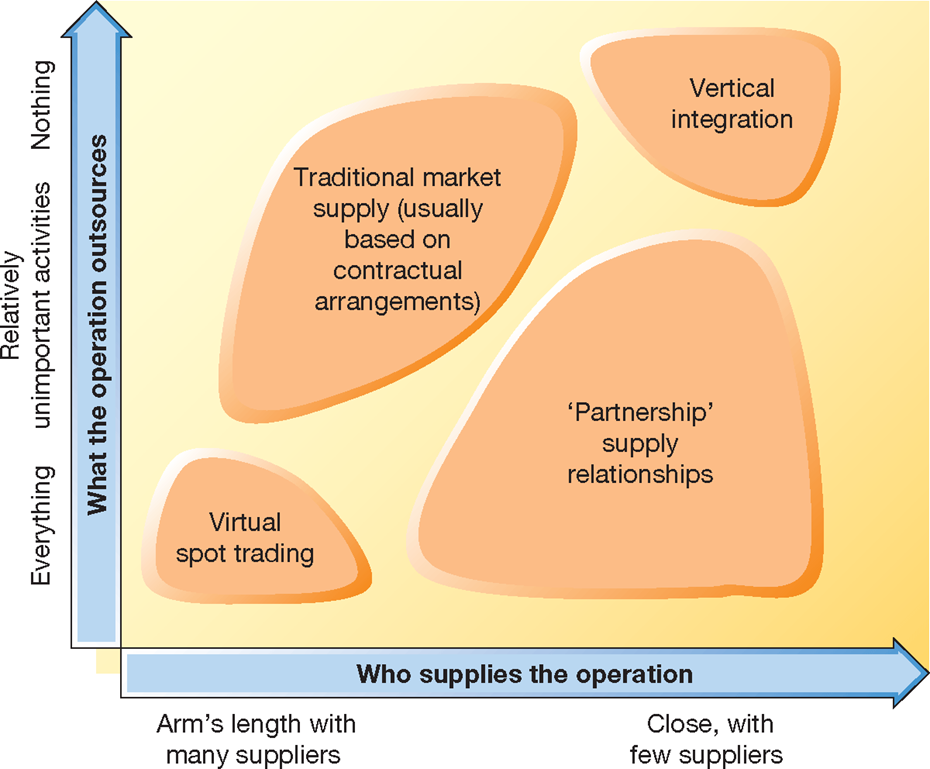 What the operation outsources
Nothing
Relatively
unimportant activities
Everything
Vertical
integration
Traditional market
supply (usually
based on
contractual
arrangements)
‘Partnership’
supply
relationships
Virtual
spot trading
Who supplies the operation
Arm’s length with
many suppliers
Close, with
few suppliers